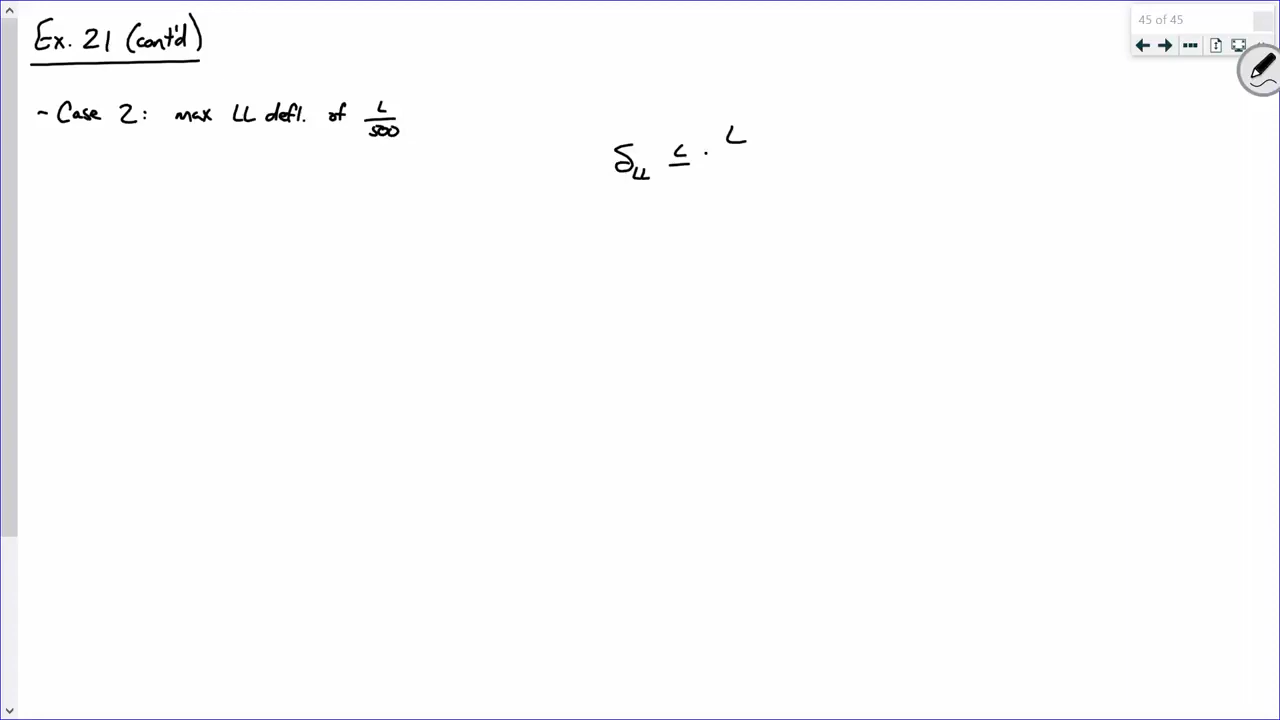 45 of 45
Ex. 21 (cont'd)
- Case 2: max LL defl. of L/500
δLL ≤ · L